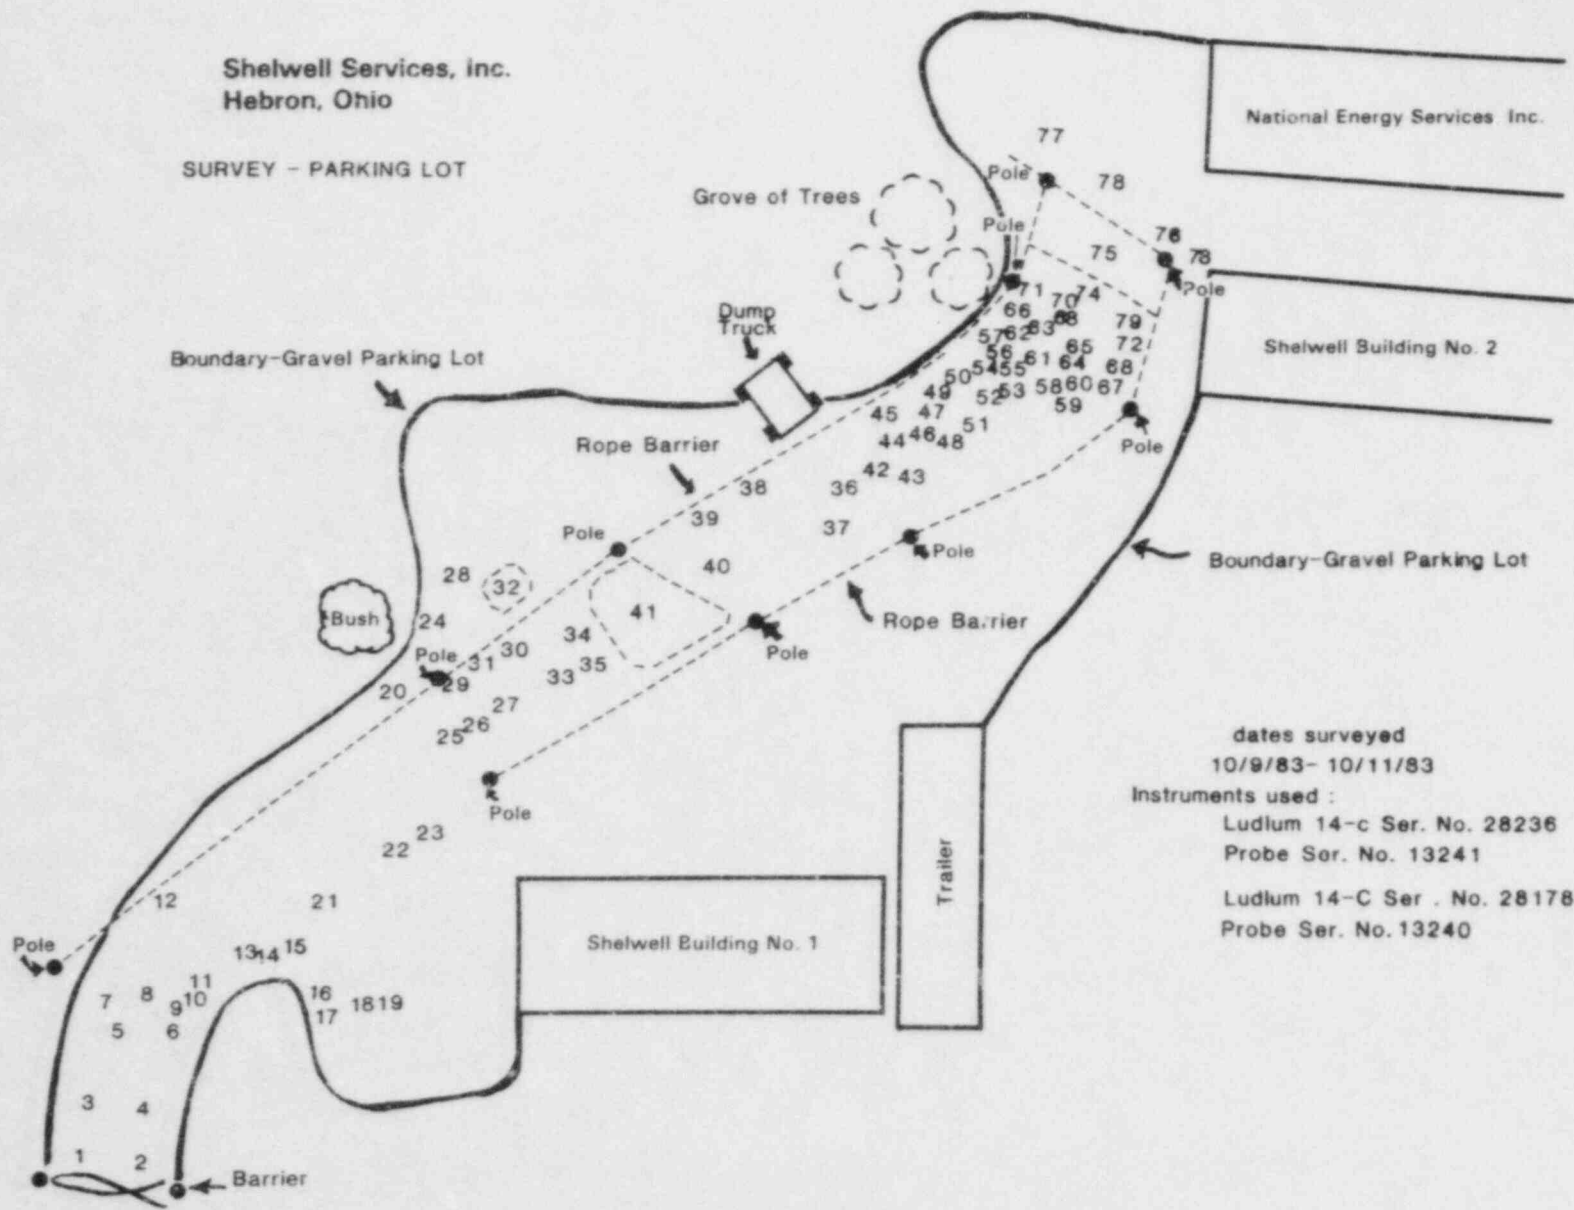 Shelwell Services, Inc.
Hebron, Ohio
SURVEY - PARKING LOT
National Energy Services Inc.
77
Pole
78
Grove of Trees
Pole
76
75
73
Pole
71
74
70
Dump
Truck
66
68
79
57
62
63
72
Boundary-Gravel Parking Lot
56
65
Shelwell Building No. 2
54
55
61
64
68
50
49
53
58
60
67
52
59
45
47
51
Pole
Rope Barrier
44
46
48
42
43
38
36
39
37
Pole
Pole
Boundary-Gravel Parking Lot
40
28
32
41
Bush
24
Rope Barrier
34
Pole
30
31
35
Pole
20
29
33
27
26
25
dates surveyed
10/9/83- 10/11/83
Instruments used :
Ludlum 14-c Ser. No. 28236
Probe Ser. No. 13241
Ludlum 14-C Ser . No. 28178
Probe Ser. No. 13240
Pole
23
22
Trailer
12
21
Shelwell Building No. 1
Pole
13
14
15
11
7
8
9
10
16
18
19
17
5
6
3
4
1
2
Barrier